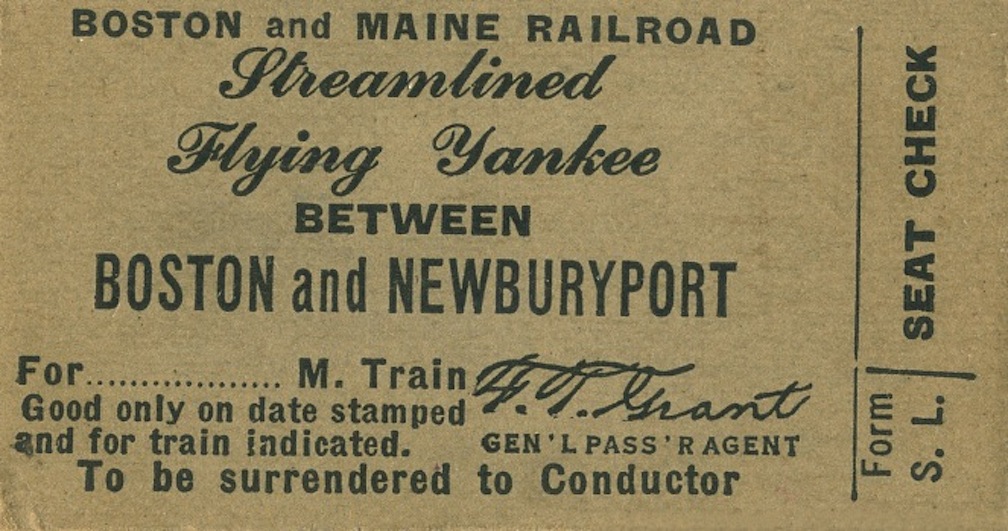 BOSTON and MAINE RAILROAD
Streamlined
Flying Yankee
BETWEEN
BOSTON and NEWBURYPORT
For.................. M. Train
Good only on date stamped
and for train indicated.
F. T. Grant
GEN'L PASS'R AGENT
To be surrendered to Conductor
SEAT CHECK
Form
S. L.